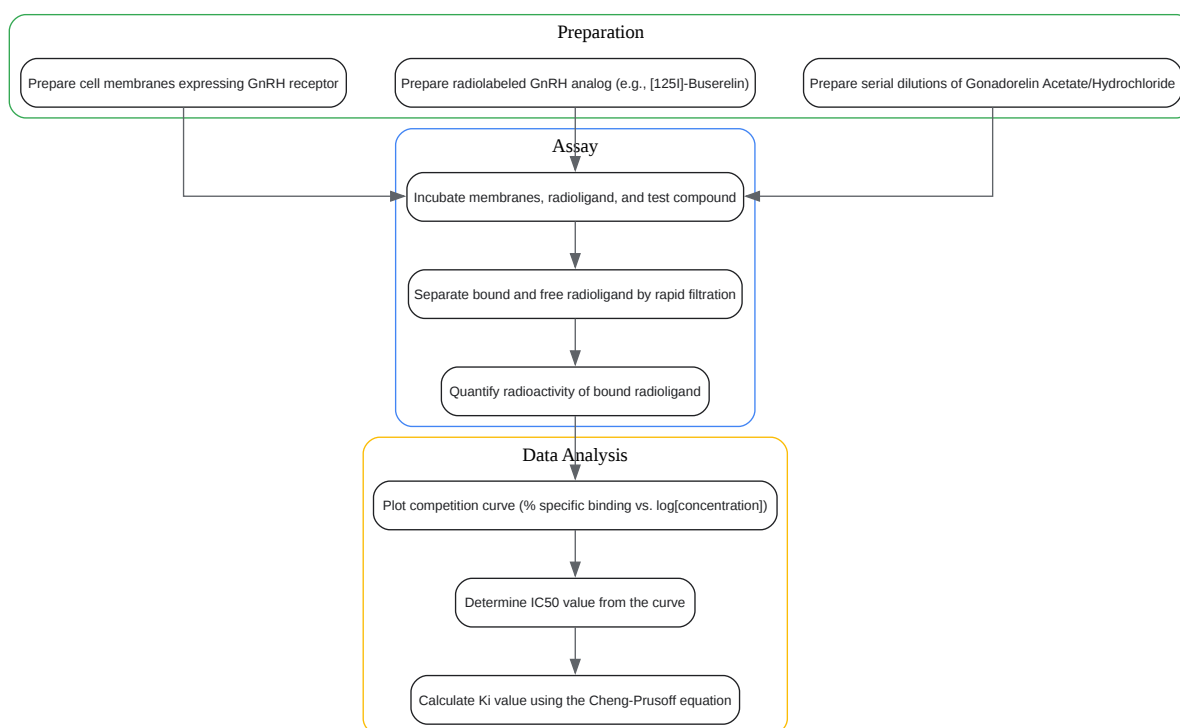 Preparation
Prepare cell membranes expressing GnRH receptor
Prepare radiolabeled GnRH analog (e.g., [125I]-Buserelin)
Prepare serial dilutions of Gonadorelin Acetate/Hydrochloride
Assay
Incubate membranes, radioligand, and test compound
Separate bound and free radioligand by rapid filtration
Quantify radioactivity of bound radioligand
Data Analysis
Plot competition curve (% specific binding vs. log[concentration])
Determine IC50 value from the curve
Calculate Ki value using the Cheng-Prusoff equation